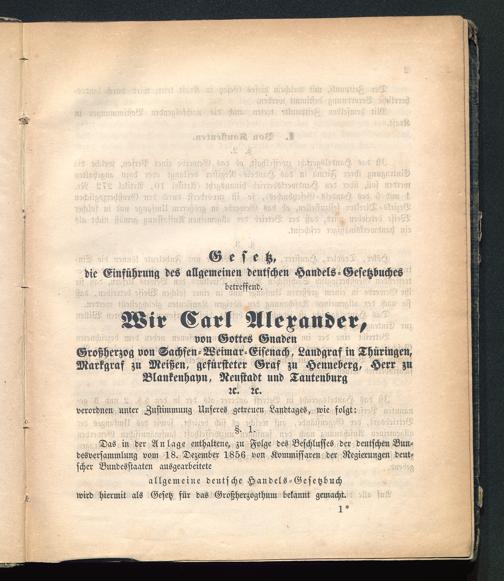 Gesetz,
die Einführung des allgemeinen deutschen Handels-Gesetzbuches
betreffend.
Wir Carl Alexander,
von Gottes Gnaden
Großherzog von Sachsen-Weimar-Eisenach, Landgraf in Thüringen,
Markgraf zu Meißen, gefürsteter Graf zu Henneberg, Herr zu
Blankenhayn, Neustadt und Tautenburg
ꝛc. ꝛc.
verordnen unter Zustimmung Unseres getreuen Landtages, wie folgt:
§. 1.
Das in der Anlage enthaltene, zu Folge des Beschlusses der deutschen Bun-
desversammlung vom 18. Dezember 1856 von Kommissaren der Regierungen deut-
scher Bundesstaaten ausgearbeitete
allgemeine deutsche Handels-Gesetzbuch
wird hiermit als Gesetz für das Großherzogthum bekannt gemacht.
1*